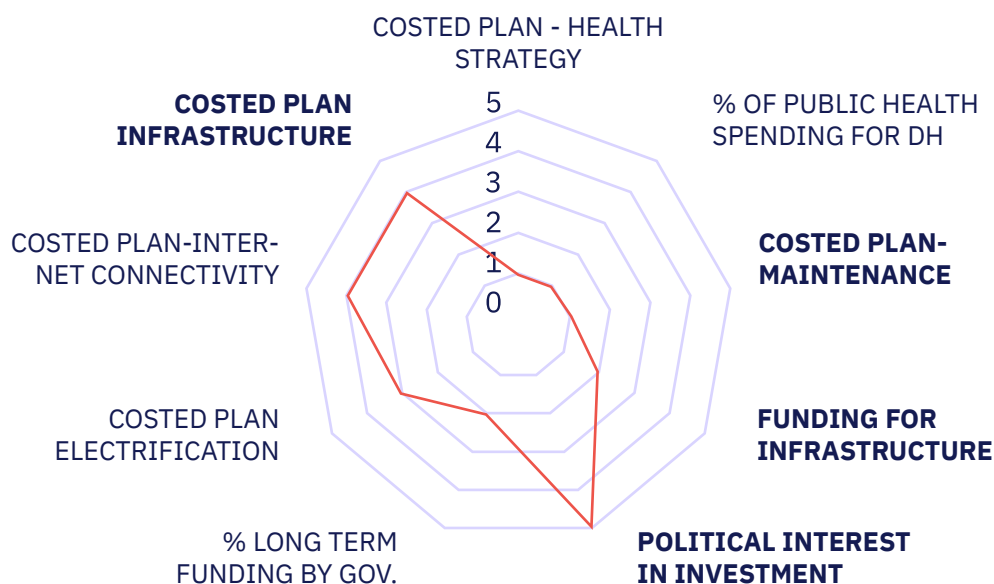 COSTED PLAN - HEALTH
STRATEGY
COSTED PLAN
INFRASTRUCTURE
% OF PUBLIC HEALTH
SPENDING FOR DH
5
4
3
2
1
0
COSTED PLAN-INTER-
NET CONNECTIVITY
COSTED PLAN-
MAINTENANCE
COSTED PLAN
ELECTRIFICATION
FUNDING FOR
INFRASTRUCTURE
% LONG TERM
FUNDING BY GOV.
POLITICAL INTEREST
IN INVESTMENT